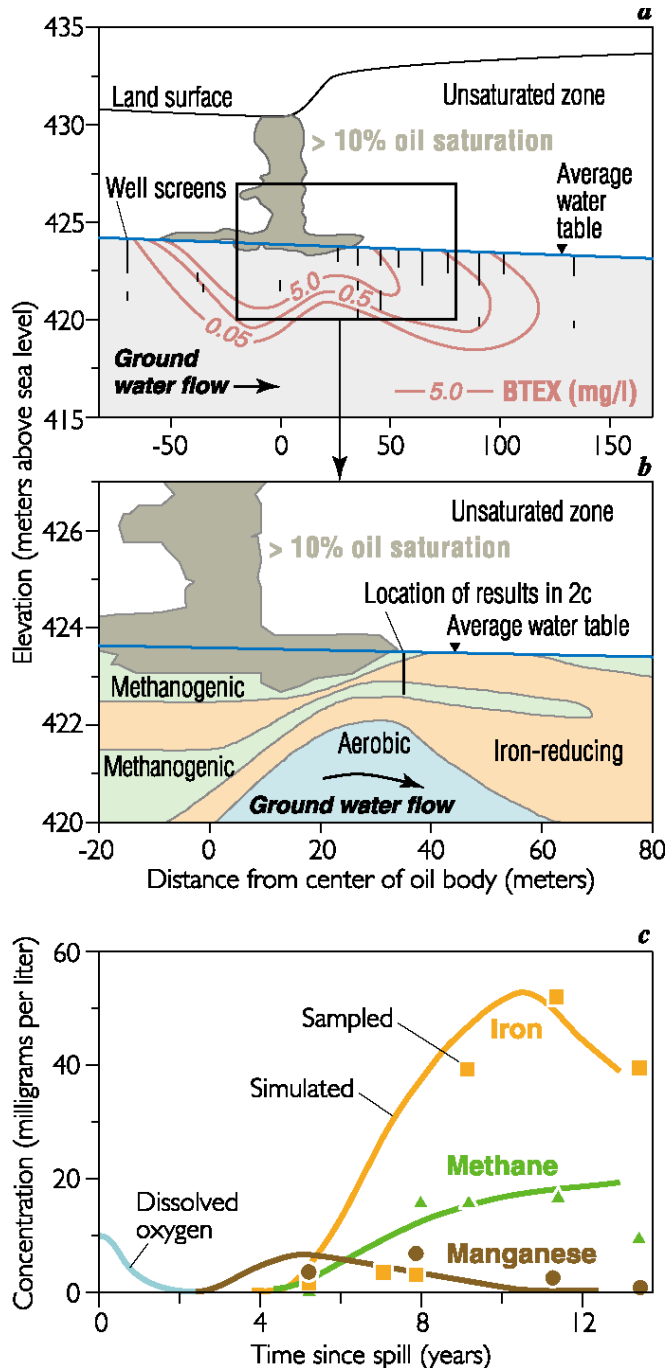 a
435
Land surface
Unsaturated zone
430
> 10% oil saturation
Well screens
Average
water
table
425
5.0
0.5
420
0.05
Ground
water flow
5.0
BTEX (mg/l)
415
-50
0
50
100
150
Elevation (meters above sea level)
b
Unsaturated zone
426
> 10% oil saturation
Location of results in 2c
424
Average water table
Methanogenic
422
Aerobic
Methanogenic
Iron-reducing
Ground water flow
420
-20
0
20
40
60
80
Distance from center of oil body (meters)
c
60
Sampled
Iron
40
Simulated
Methane
20
Dissolved
oxygen
Manganese
0
0
4
8
12
Concentration (milligrams per liter)
Time since spill (years)